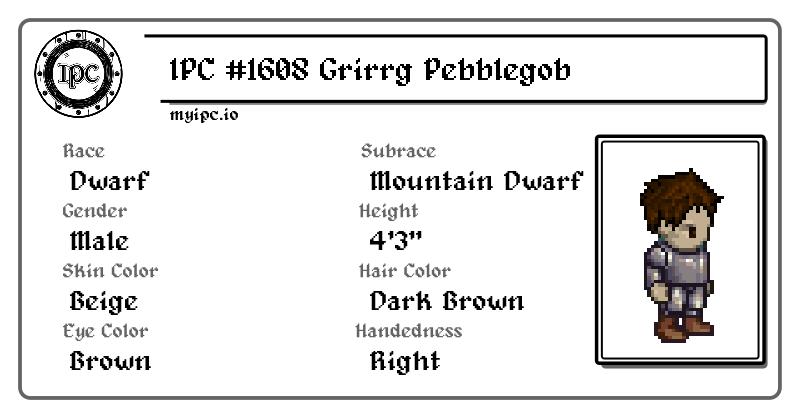 IPC
IPC #1608 Grirrg Pebblegob
myipc.io
Race
Dwarf
Subrace
Mountain Dwarf
Gender
Male
Height
4'3"
Skin Color
Beige
Hair Color
Dark Brown
Eye Color
Brown
Handedness
Right